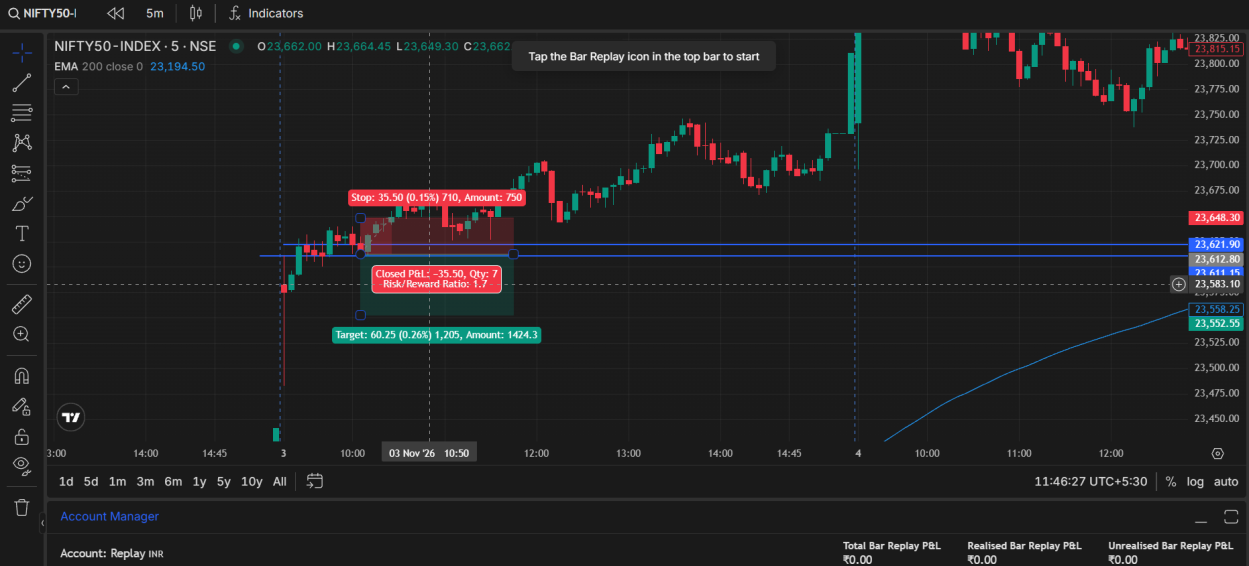 NIFTY50-I
5m
Indicators
NIFTY50-INDEX · 5 · NSE
O23,662.00 H23,664.45 L23,649.30 C23,662
EMA 200 close 0 23,194.50
Tap the Bar Replay icon in the top bar to start
Stop: 35.50 (0.15%) 710, Amount: 750
Closed P&L: −35.50, Qty: 7
Risk/Reward Ratio: 1.7
Target: 60.25 (0.26%) 1,205, Amount: 1424.3
23,825.00
23,815.15
23,800.00
23,775.00
23,750.00
23,725.00
23,700.00
23,675.00
23,648.30
23,621.90
23,612.80
23,611.15
23,583.10
23,558.25
23,552.55
23,525.00
23,500.00
23,475.00
23,450.00
3:00 14:00 14:45 3 10:00 03 Nov '26 10:50 12:00 13:00 14:00 14:45 4 10:00 11:00 12:00
1d 5d 1m 3m 6m 1y 5y 10y All
11:46:27 UTC+5:30 % log auto
Account Manager
Account: Replay INR
Total Bar Replay P&L Realised Bar Replay P&L Unrealised Bar Replay P&L
₹0.00 ₹0.00 ₹0.00